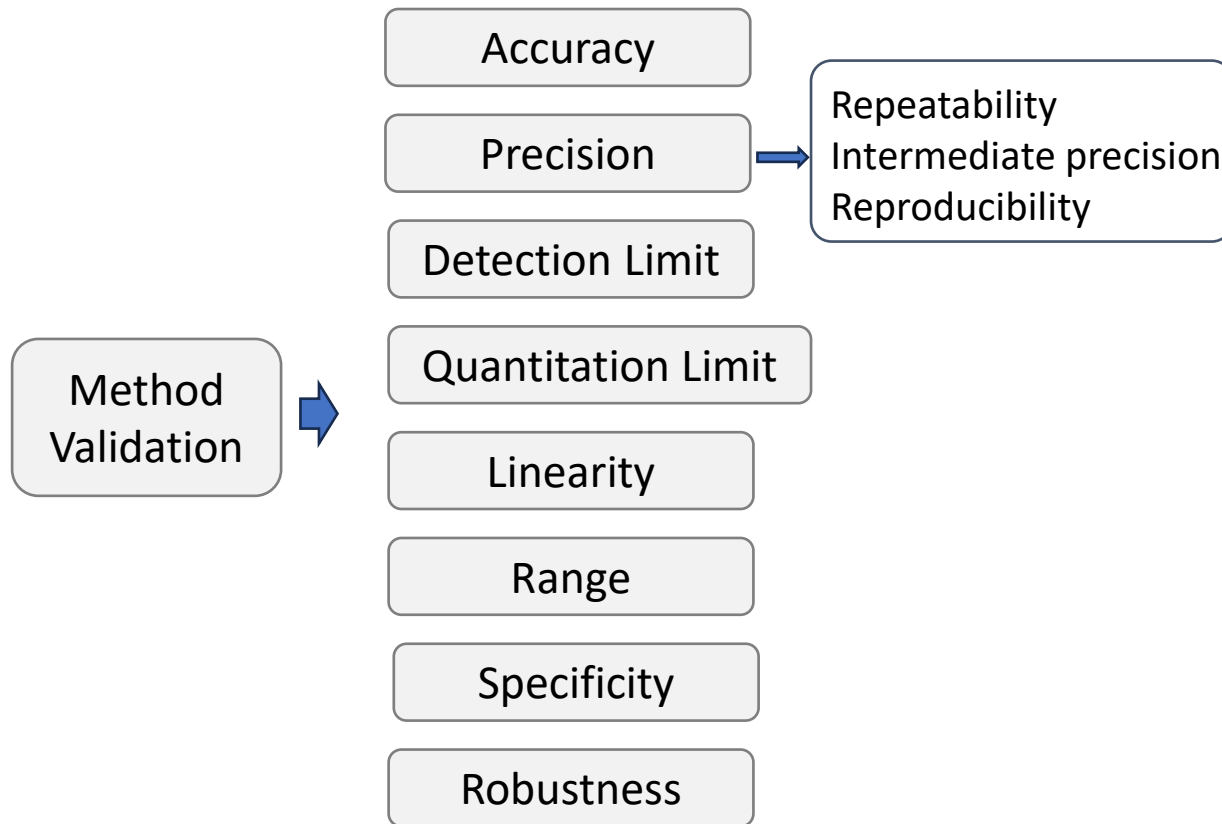 Method
Validation
Accuracy
Precision
Repeatability
Intermediate precision
Reproducibility
Detection Limit
Quantitation Limit
Linearity
Range
Specificity
Robustness